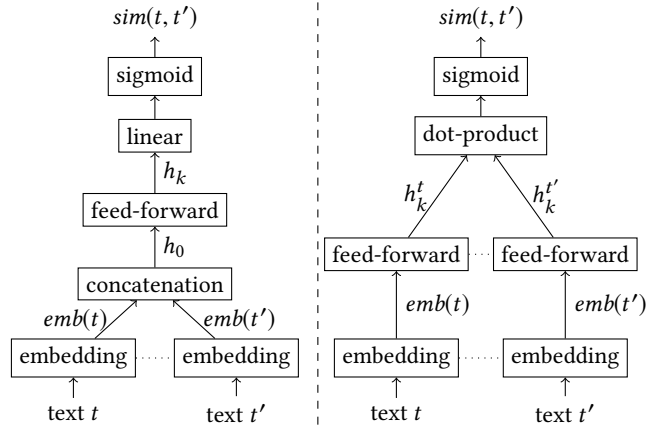 sim(t, t′)
sigmoid
linear
h_k
feed-forward
h_0
concatenation
emb(t) emb(t′)
embedding embedding
text t text t′
sim(t, t′)
sigmoid
dot-product
h_k^t h_k^{t′}
feed-forward feed-forward
emb(t) emb(t′)
embedding embedding
text t text t′